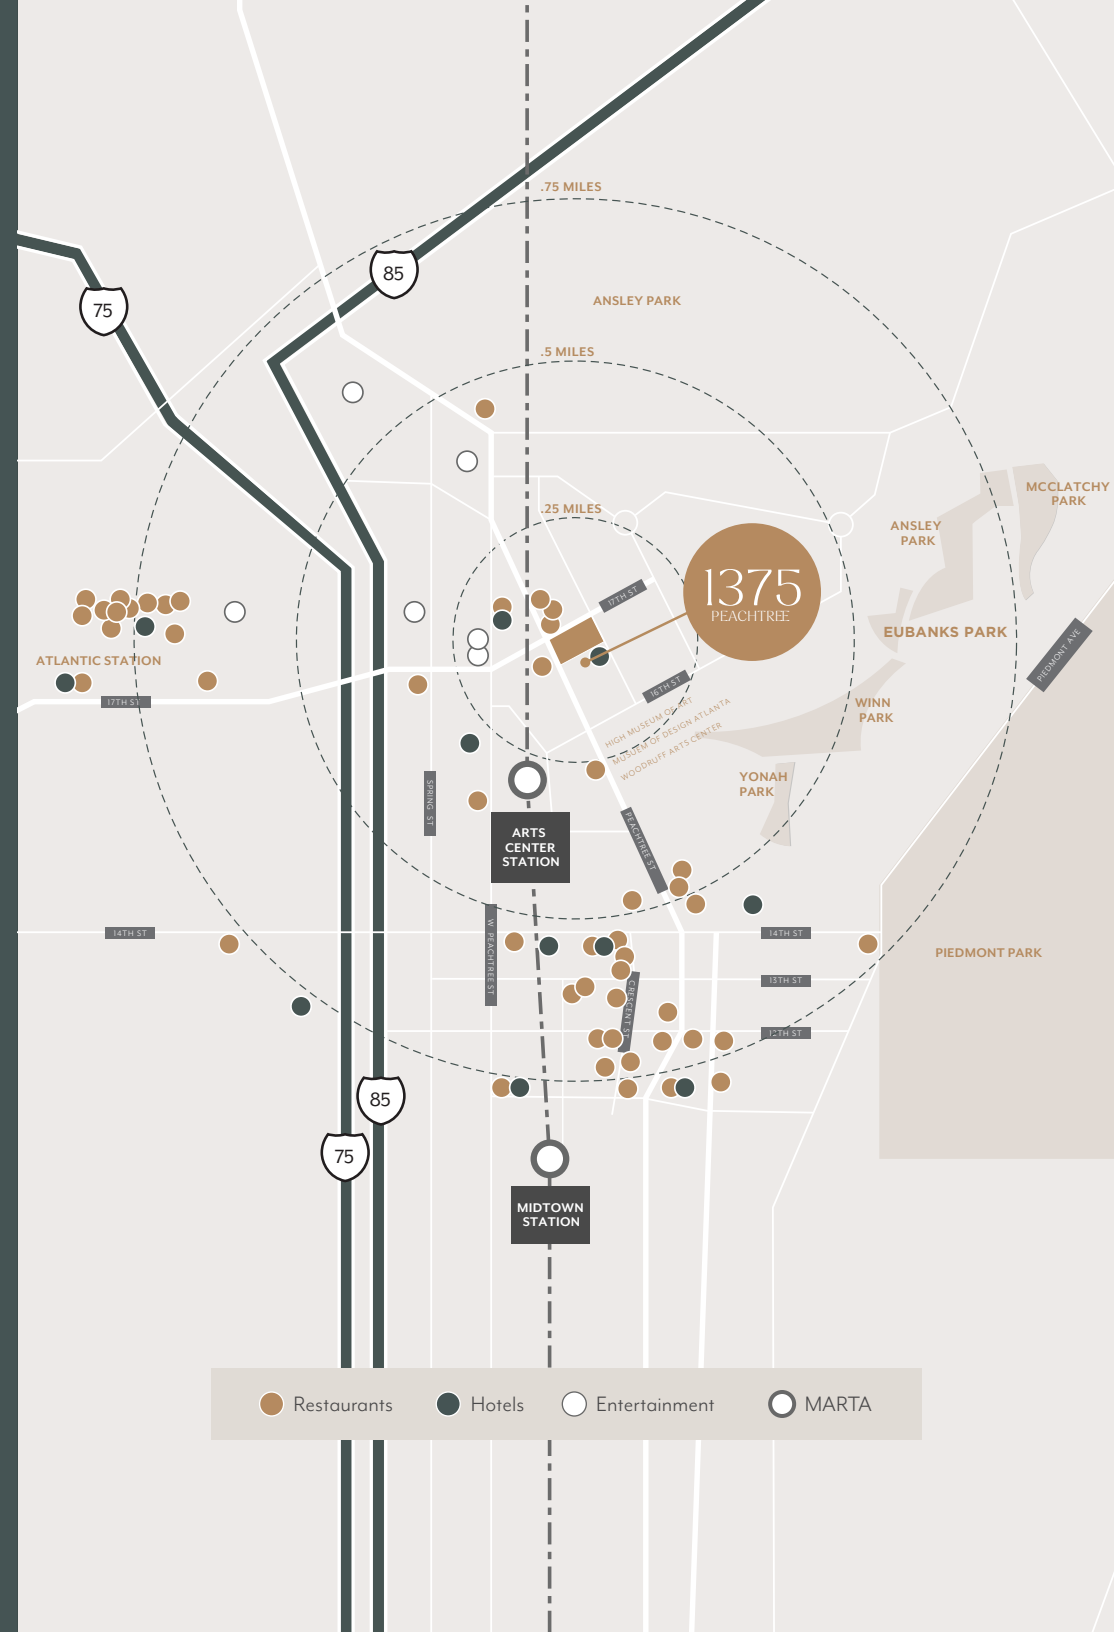 .75 MILES
85
ANSLEY PARK
75
.5 MILES
MCCLATCHY
PARK
.25 MILES
ANSLEY
PARK
1375
PEACHTREE
17TH ST
EUBANKS PARK
PIEDMONT AVE
ATLANTIC STATION
17TH ST
16TH ST
HIGH MUSEUM OF ART
MUSUEM OF DESIGN ATLANTA
WOODRUFF ARTS CENTER
WINN
PARK
YONAH
PARK
SPRING ST
ARTS
CENTER
STATION
PEACHTREE ST
14TH ST
W. PEACHTREE ST
14TH ST
PIEDMONT PARK
13TH ST
CRESCENT ST
12TH ST
85
75
MIDTOWN
STATION
Restaurants
Hotels
Entertainment
MARTA